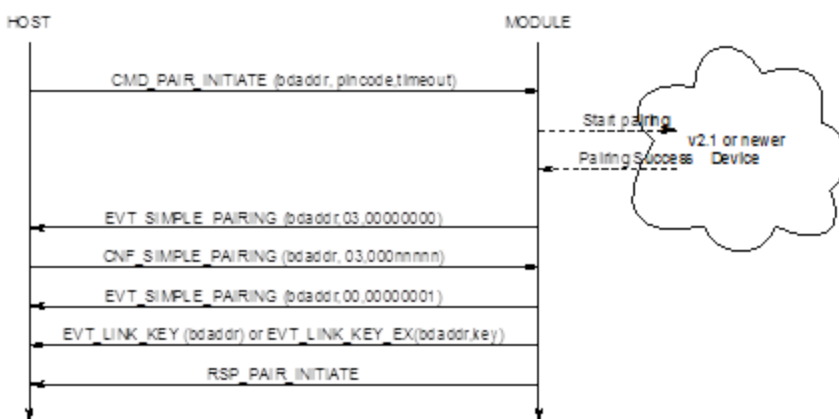 HOST
MODULE
CMD_PAIR_INITIATE (bdaddr, pincode,timeout)
Start pairing
v2.1 or newer
Pairing Success
Device
EVT_SIMPLE_PAIRING (bdaddr,03,00000000)
CNF_SIMPLE_PAIRING (bdaddr, 03,000nnnnn)
EVT_SIMPLE_PAIRING (bdaddr,00,00000001)
EVT_LINK_KEY (bdaddr) or EVT_LINK_KEY_EX(bdaddr,key)
RSP_PAIR_INITIATE